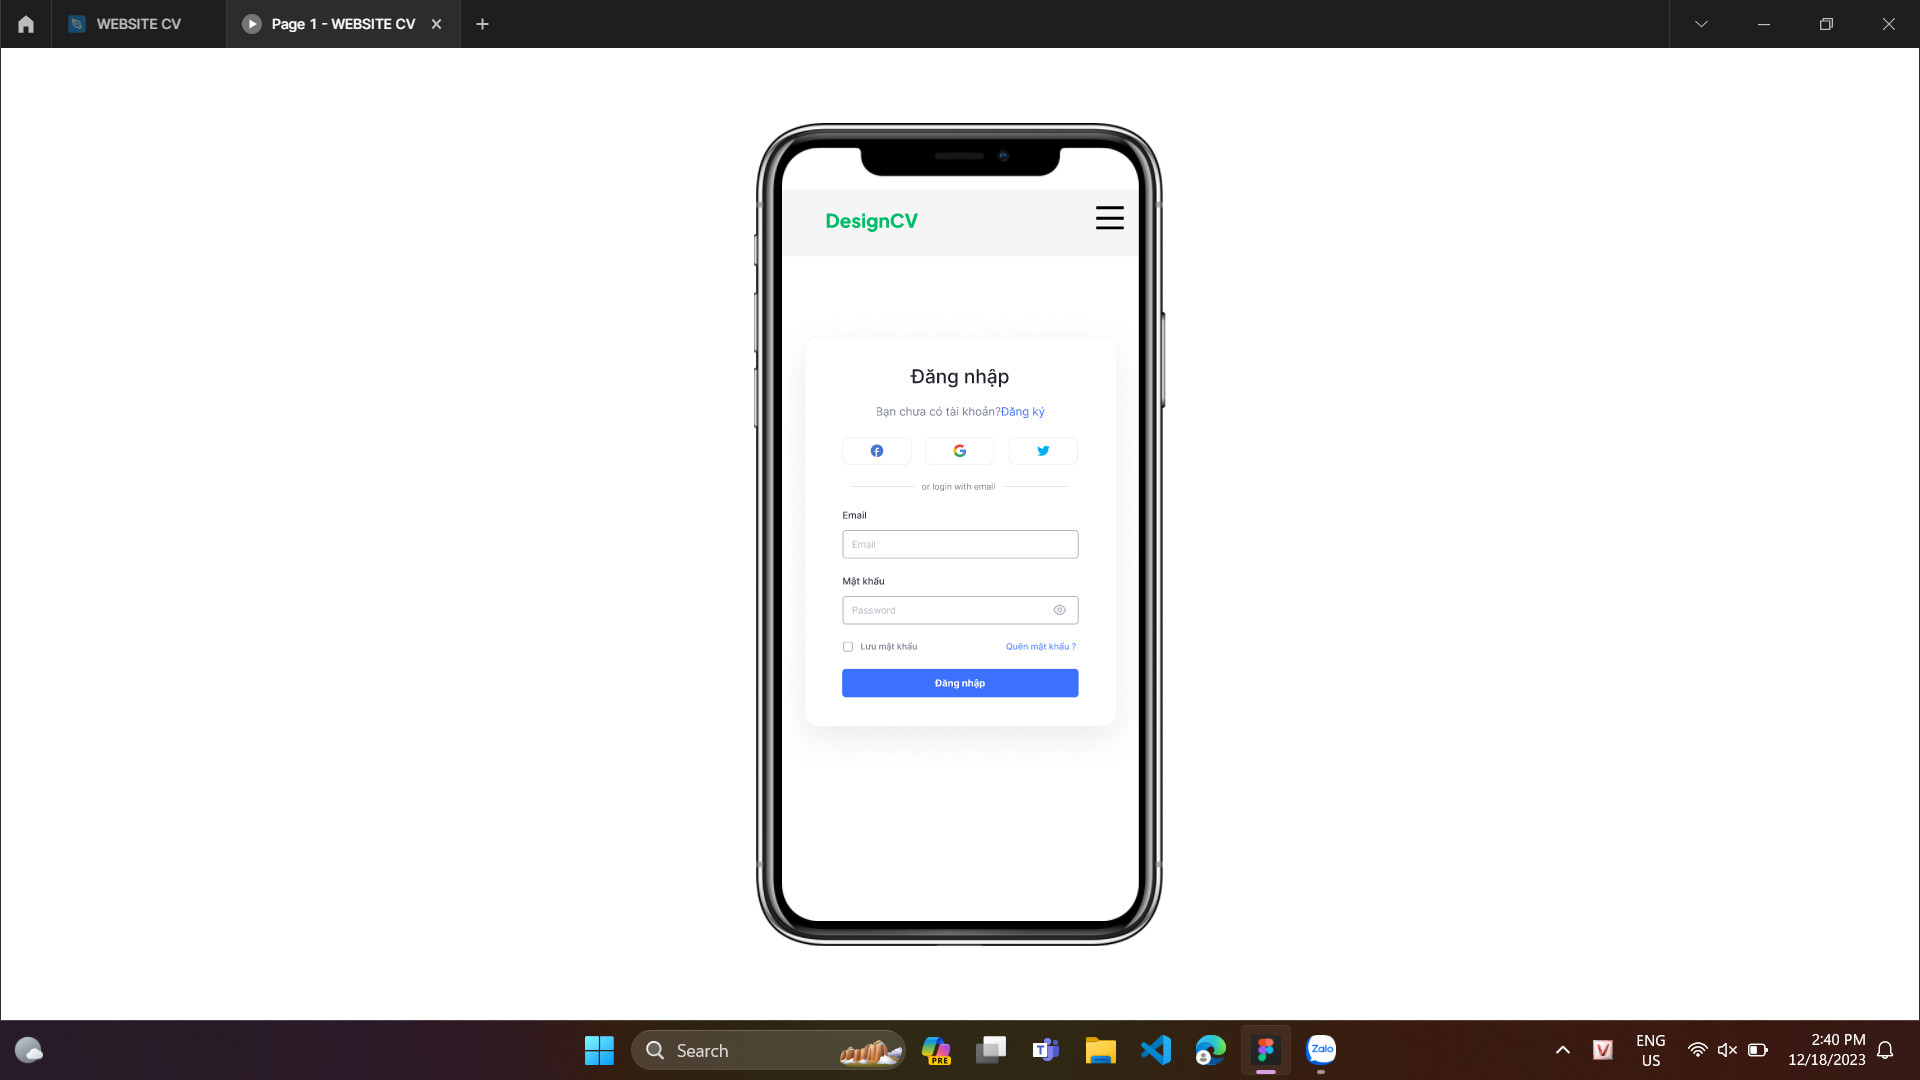 WEBSITE CV
Page 1 - WEBSITE CV
DesignCV
Đăng nhập
Bạn chưa có tài khoản?Đăng ký
or login with email
Email
Email
Mật khẩu
Password
Lưu mật khẩu
Quên mật khẩu ?
Đăng nhập
Search
PRE
Zalo
ENG
US
2:40 PM
12/18/2023